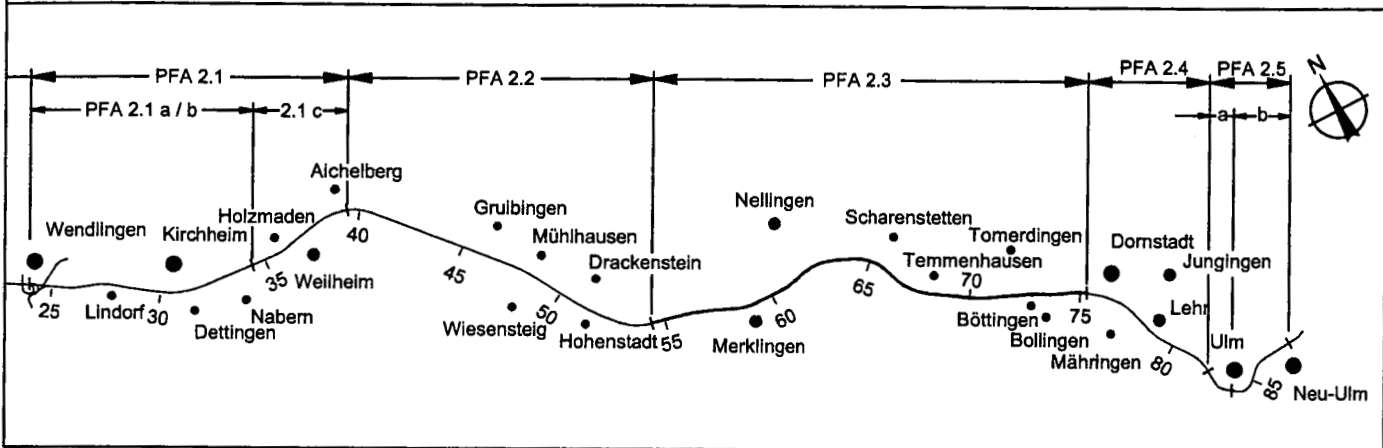 PFA 2.1
PFA 2.2
PFA 2.3
PFA 2.4
PFA 2.5
N
PFA 2.1 a / b
2.1 c
a
b
Aichelberg
Wendlingen
Holzmaden
Kirchheim
40
Gruibingen
Mühlhausen
Nellingen
Scharenstetten
Tomerdingen
Dornstadt
Jungingen
35
Weilheim
45
Drackenstein
65
Temmenhausen
70
25
Lindorf
30
Dettingen
Nabern
Wiesensteig
50
Hohenstadt
55
Merklingen
60
Böttingen
75
Bollingen
Lehr
Mähringen
80
Ulm
85
Neu-Ulm